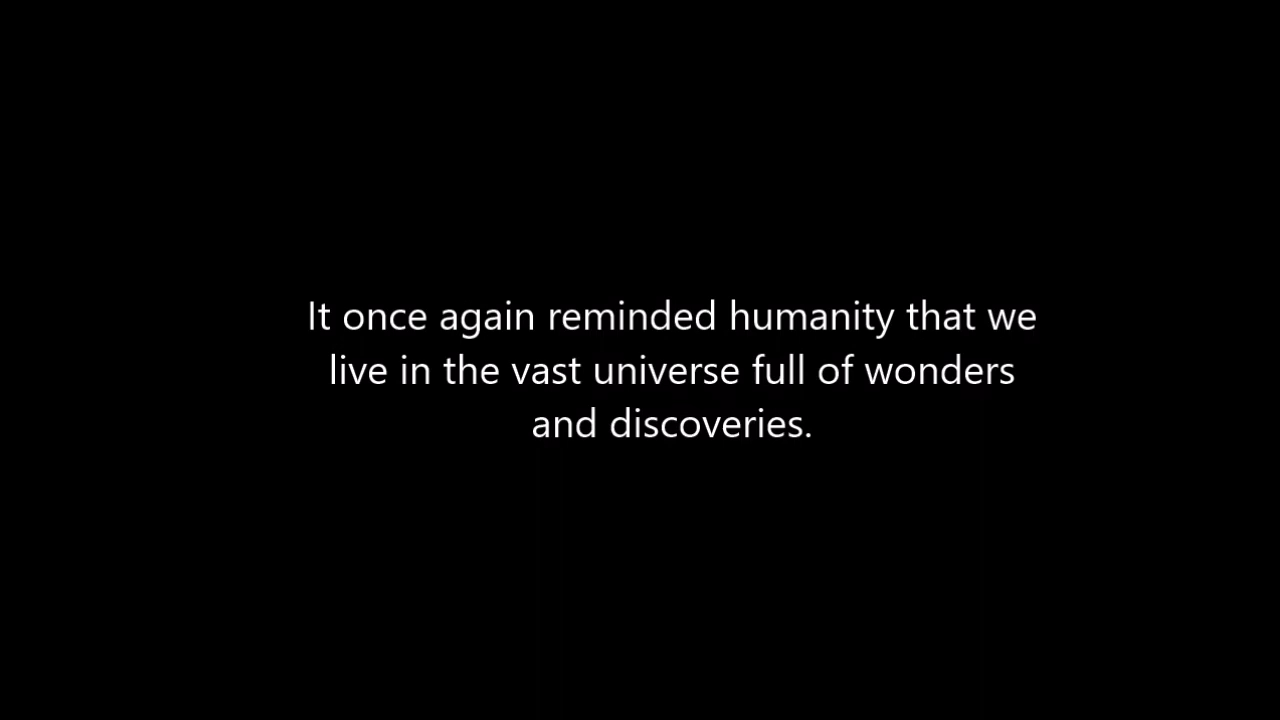 It once again reminded humanity that we
live in the vast universe full of wonders
and discoveries.